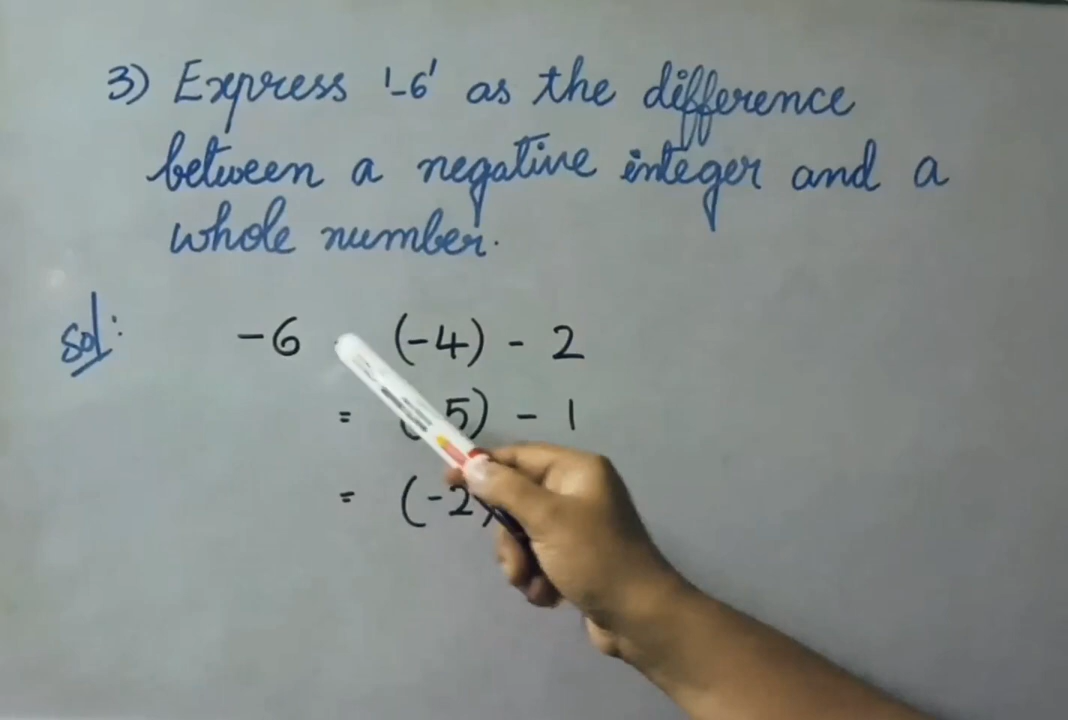 3) Express '-6' as the difference
between a negative integer and a
whole number.
sol: -6 (-4) - 2
= ( 5) - 1
= (-2)